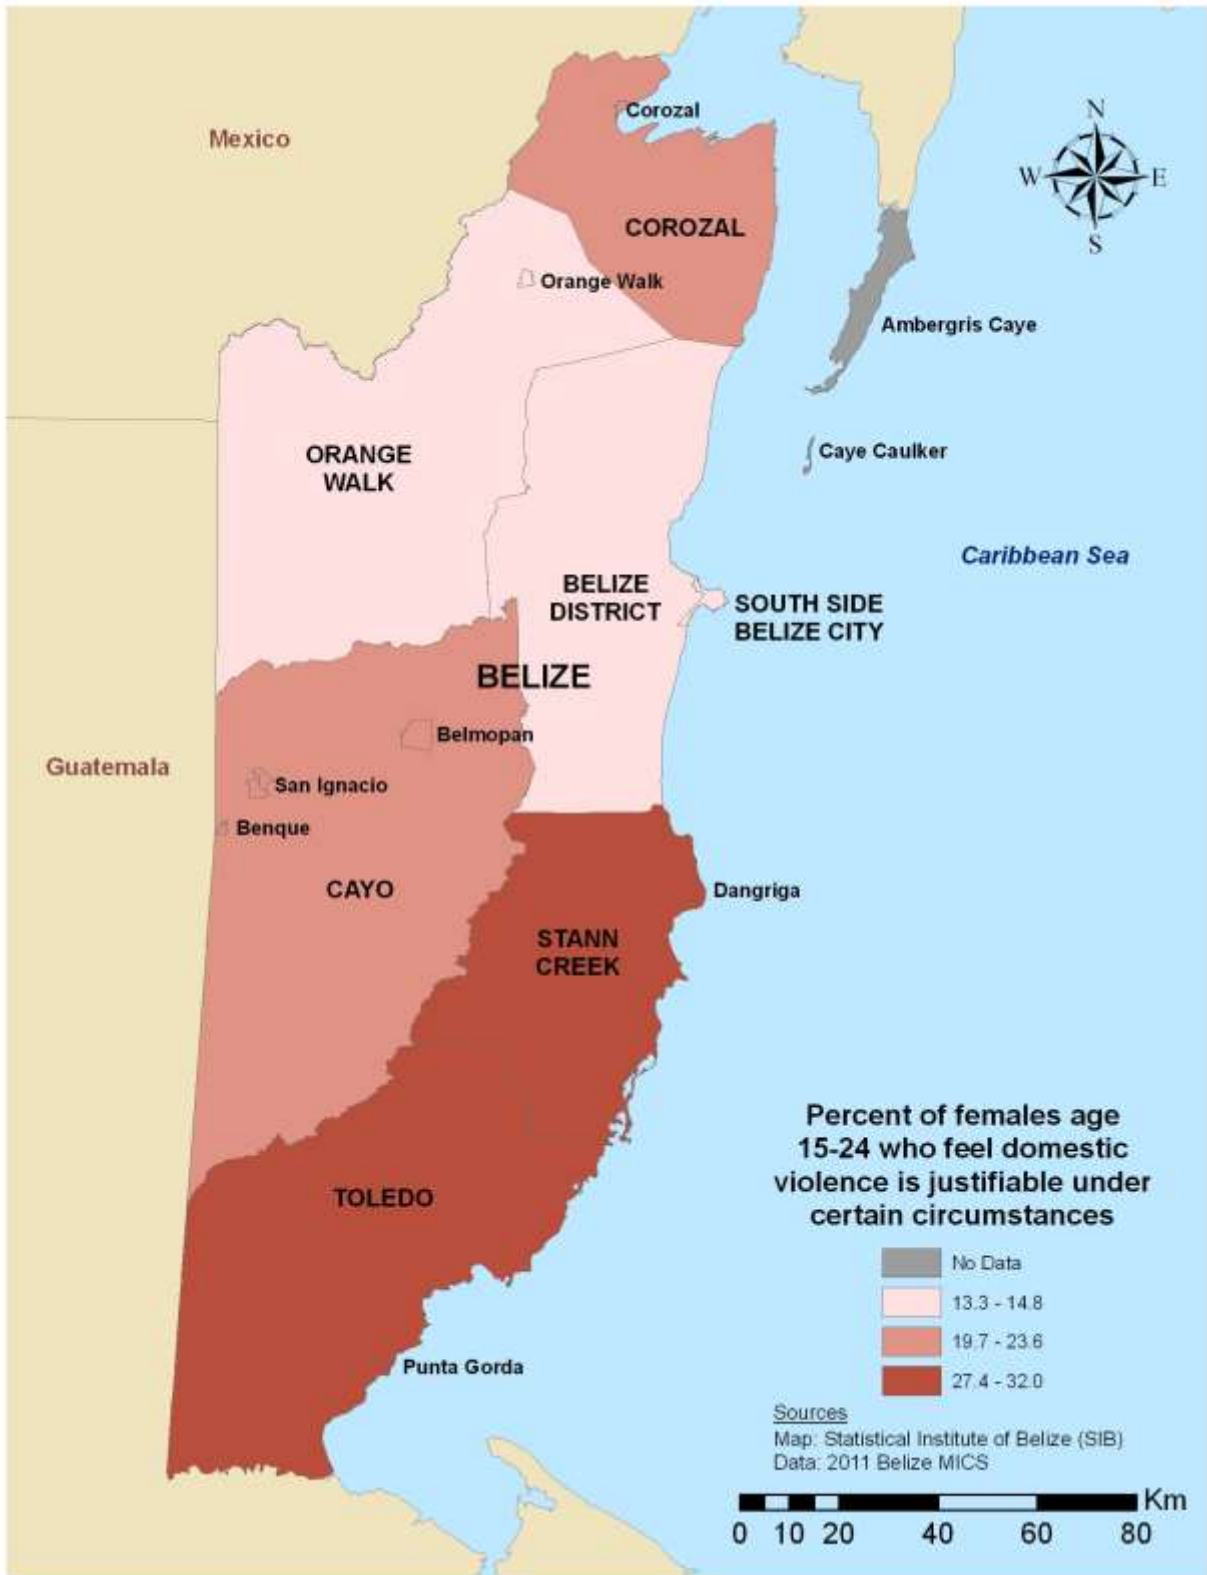 Mexico
Corozal
COROZAL
N
W
E
S
Orange Walk
Ambergris Caye
ORANGE
WALK
Caye Caulker
Caribbean Sea
BELIZE
DISTRICT
SOUTH SIDE
BELIZE CITY
BELIZE
Belmopan
Guatemala
San Ignacio
Benque
CAYO
Dangriga
STANN
CREEK
TOLEDO
Punta Gorda
Percent of females age
15-24 who feel domestic
violence is justifiable under
certain circumstances
No Data
13.3 - 14.8
19.7 - 23.6
27.4 - 32.0
Sources
Map: Statistical Institute of Belize (SIB)
Data: 2011 Belize MICS
Km
0 10 20 40 60 80